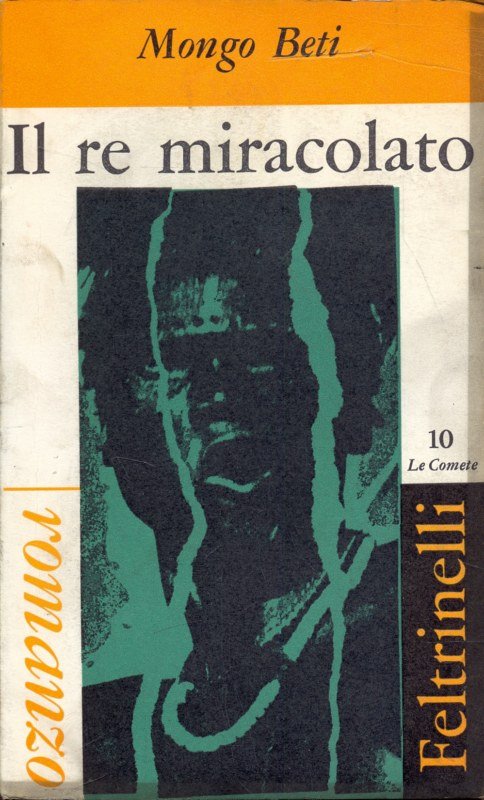 Mongo Beti
Il re miracolato
10
Le Comete
romanzo
Feltrinelli